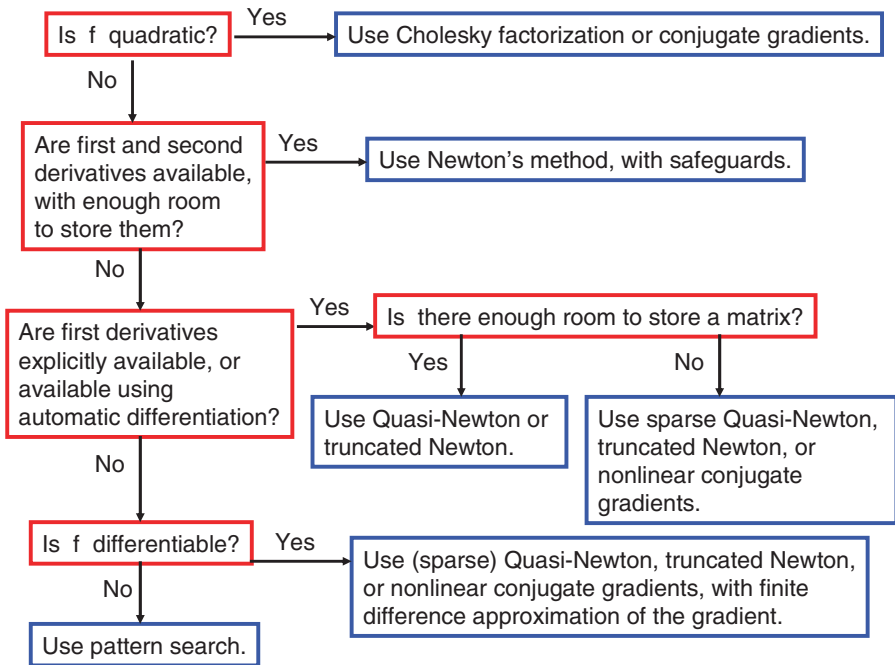 Is f quadratic?
Yes
Use Cholesky factorization or conjugate gradients.
No
Are first and second
derivatives available,
with enough room
to store them?
Yes
Use Newton's method, with safeguards.
No
Are first derivatives
explicitly available, or
available using
automatic differentiation?
Yes
Is there enough room to store a matrix?
Yes
No
Use Quasi-Newton or
truncated Newton.
Use sparse Quasi-Newton,
truncated Newton, or
nonlinear conjugate
gradients.
No
Is f differentiable?
Yes
Use (sparse) Quasi-Newton, truncated Newton,
or nonlinear conjugate gradients, with finite
difference approximation of the gradient.
No
Use pattern search.